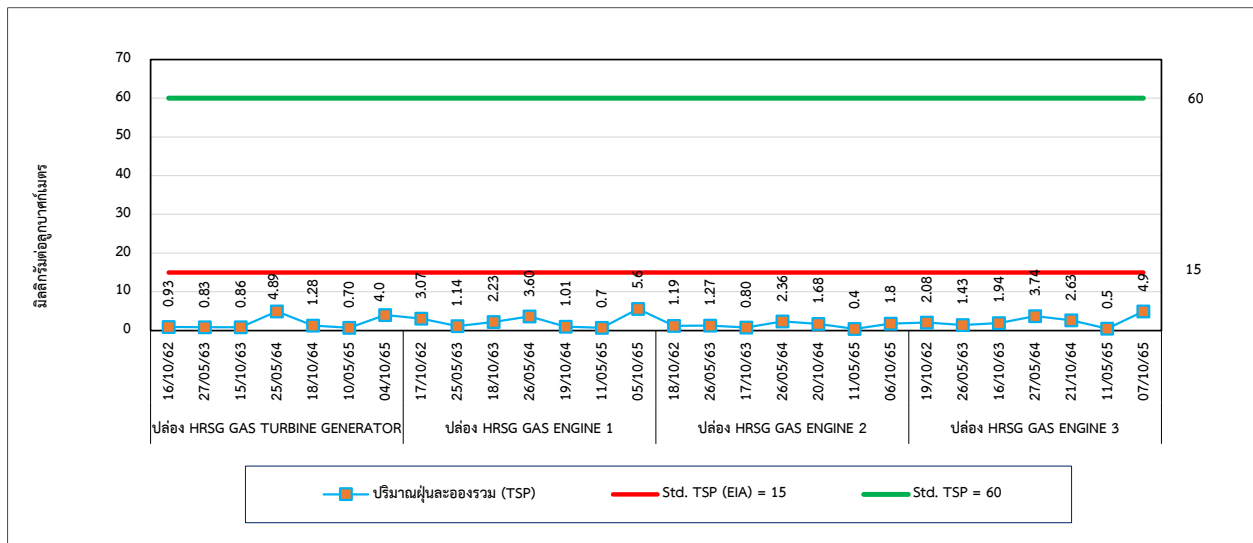 70
60
50
40
30
20
10
0
มิลลิกรัมต่อลูกบาศก์เมตร
60
15
0.93 0.83 0.86 4.89 1.28 0.70 4.0 3.07 1.14 2.23 3.60 1.01 0.7 5.6 1.19 1.27 0.80 2.36 1.68 0.4 1.8 2.08 1.43 1.94 3.74 2.63 0.5 4.9
16/10/62 27/05/63 15/10/63 25/05/64 18/10/64 10/05/65 04/10/65 17/10/62 25/05/63 18/10/63 26/05/64 19/10/64 11/05/65 05/10/65 18/10/62 26/05/63 17/10/63 26/05/64 20/10/64 11/05/65 06/10/65 19/10/62 26/05/63 16/10/63 27/05/64 21/10/64 11/05/65 07/10/65
ปล่อง HRSG GAS TURBINE GENERATOR ปล่อง HRSG GAS ENGINE 1 ปล่อง HRSG GAS ENGINE 2 ปล่อง HRSG GAS ENGINE 3
ปริมาณฝุ่นละอองรวม (TSP) Std. TSP (EIA) = 15 Std. TSP = 60